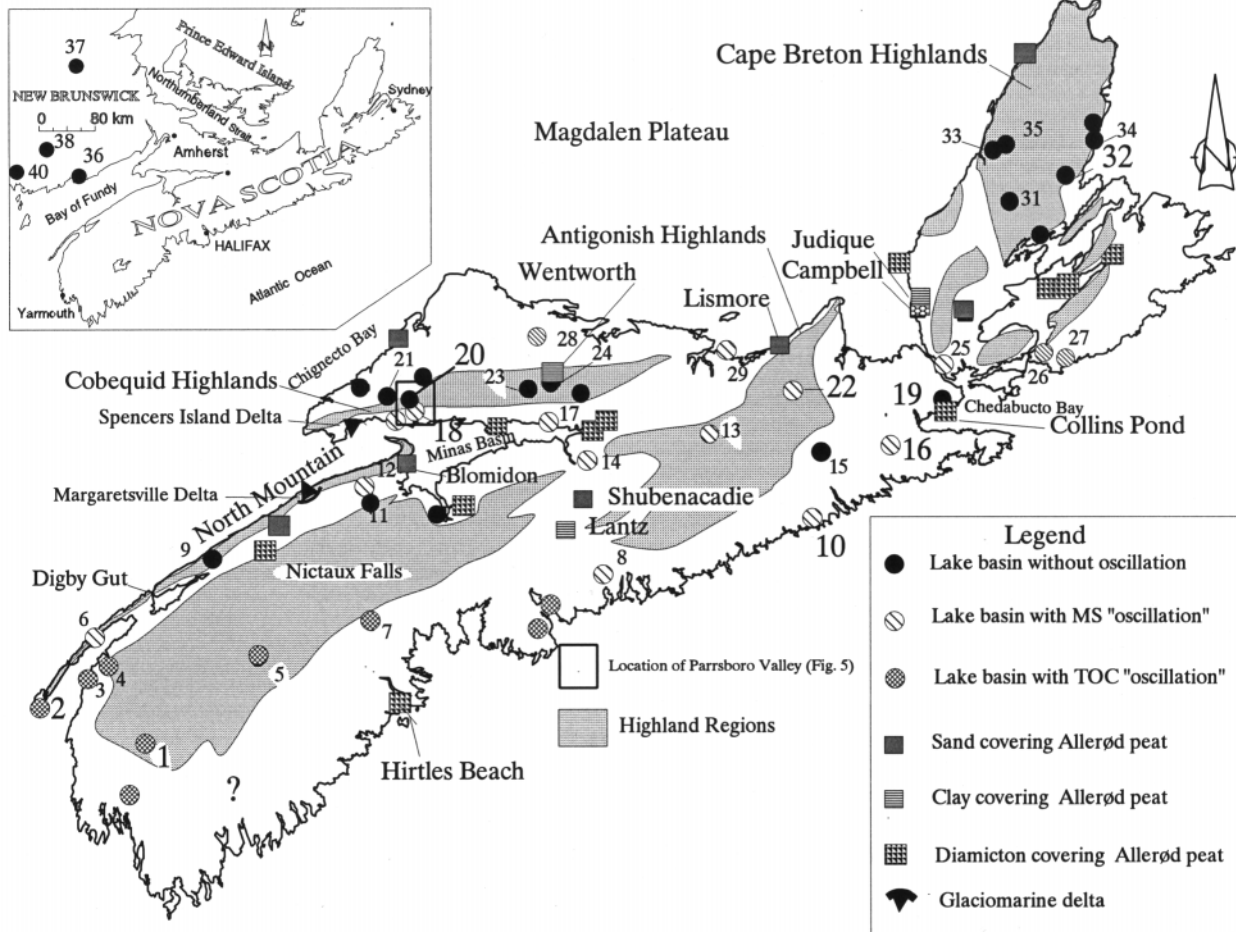 37
Prince Edward Island
N
NEW BRUNSWICK
0 80 km
Northumberland Strait
Sydney
38
36
40
Amherst
Bay of Fundy
NOVA SCOTIA
HALIFAX
Atlantic Ocean
Yarmouth
Cape Breton Highlands
Magdalen Plateau
N
33
35
34
32
31
Antigonish Highlands
Judique
Campbell
Wentworth
Lismore
28
Chignecto Bay
20
24
21
29
25
27
26
Cobequid Highlands
23
22
19
Chedabucto Bay
Spencers Island Delta
18
17
Collins Pond
Minas Basin
13
16
North Mountain
12
Blomidon
14
15
Margaretsville Delta
Shubenacadie
11
Lantz
10
9
Nictaux Falls
8
Digby Gut
6
7
5
4
3
2
1
?
Hirtles Beach
Legend
Lake basin without oscillation
Lake basin with MS "oscillation"
Location of Parrsboro Valley (Fig. 5)
Lake basin with TOC "oscillation"
Highland Regions
Sand covering Allerød peat
Clay covering Allerød peat
Diamicton covering Allerød peat
Glaciomarine delta